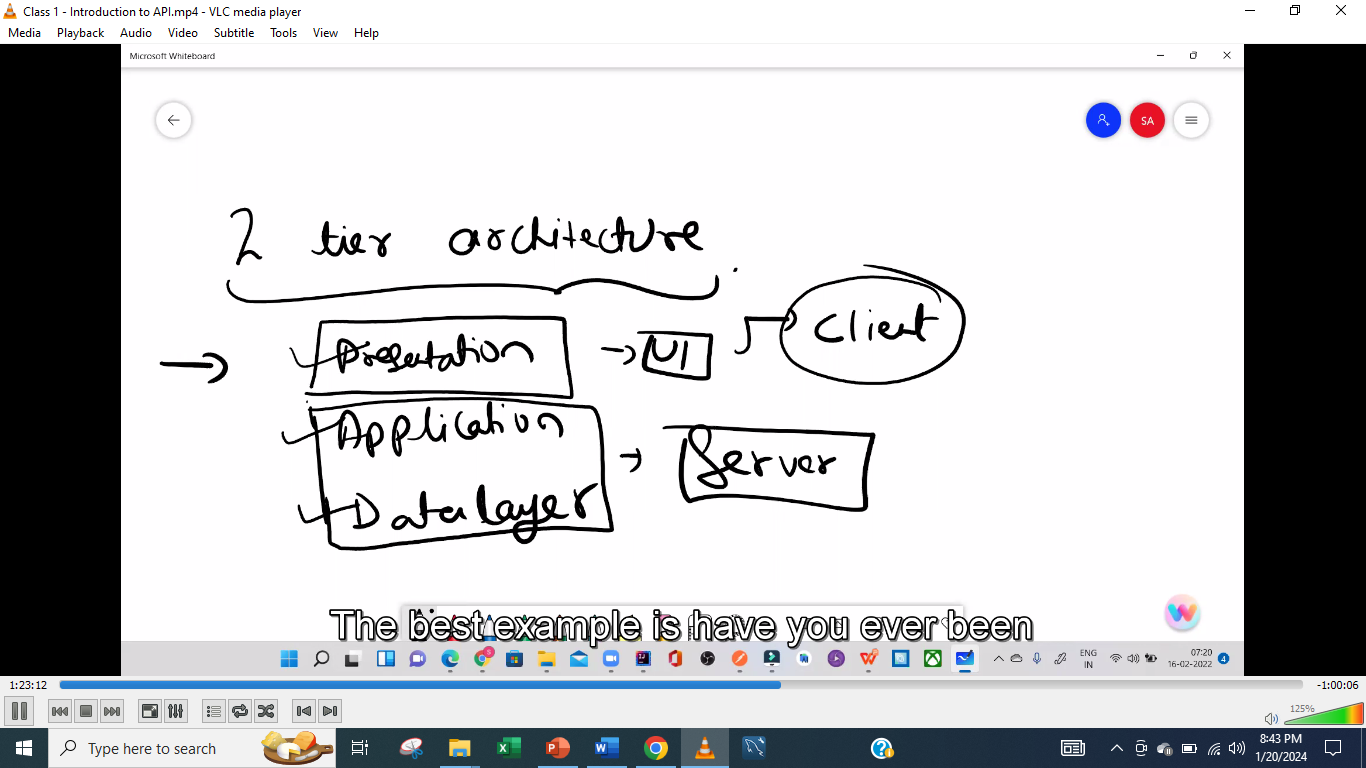 Class 1 - Introduction to API.mp4 - VLC media player
Media Playback Audio Video Subtitle Tools View Help
Microsoft Whiteboard
SA
2 tier architecture
Presentation → UI Client
Application
→ Server
Data layer
The best example is have you ever been
ENG
IN
07:20
16-02-2022
4
1:23:12
-1:00:06
125%
Type here to search
8:43 PM
1/20/2024